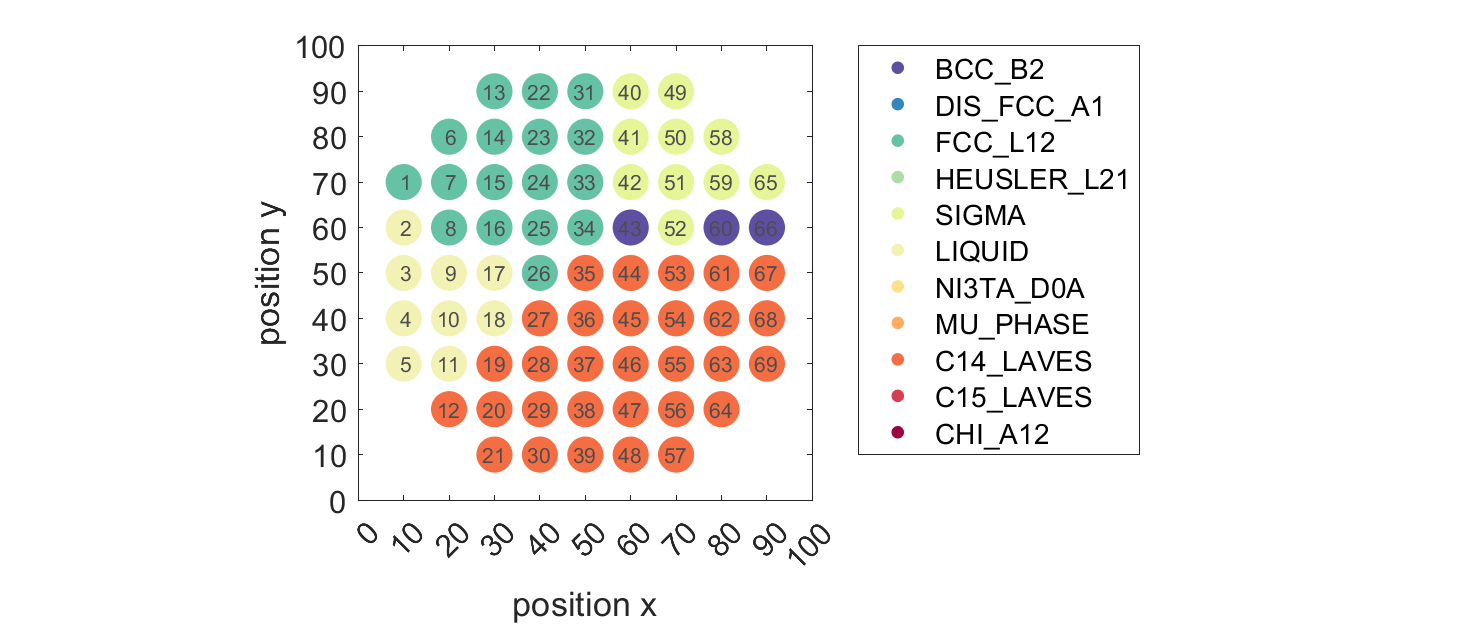 100
90
80
70
60
50
40
30
20
10
0
position y
13 22 31 40 49
6 14 23 32 41 50 58
1 7 15 24 33 42 51 59 65
2 8 16 25 34 43 52 60 66
3 9 17 26 35 44 53 61 67
4 10 18 27 36 45 54 62 68
5 11 19 28 37 46 55 63 69
12 20 29 38 47 56 64
21 30 39 48 57
0 10 20 30 40 50 60 70 80 90 100
position x
BCC_B2
DIS_FCC_A1
FCC_L12
HEUSLER_L21
SIGMA
LIQUID
NI3TA_D0A
MU_PHASE
C14_LAVES
C15_LAVES
CHI_A12